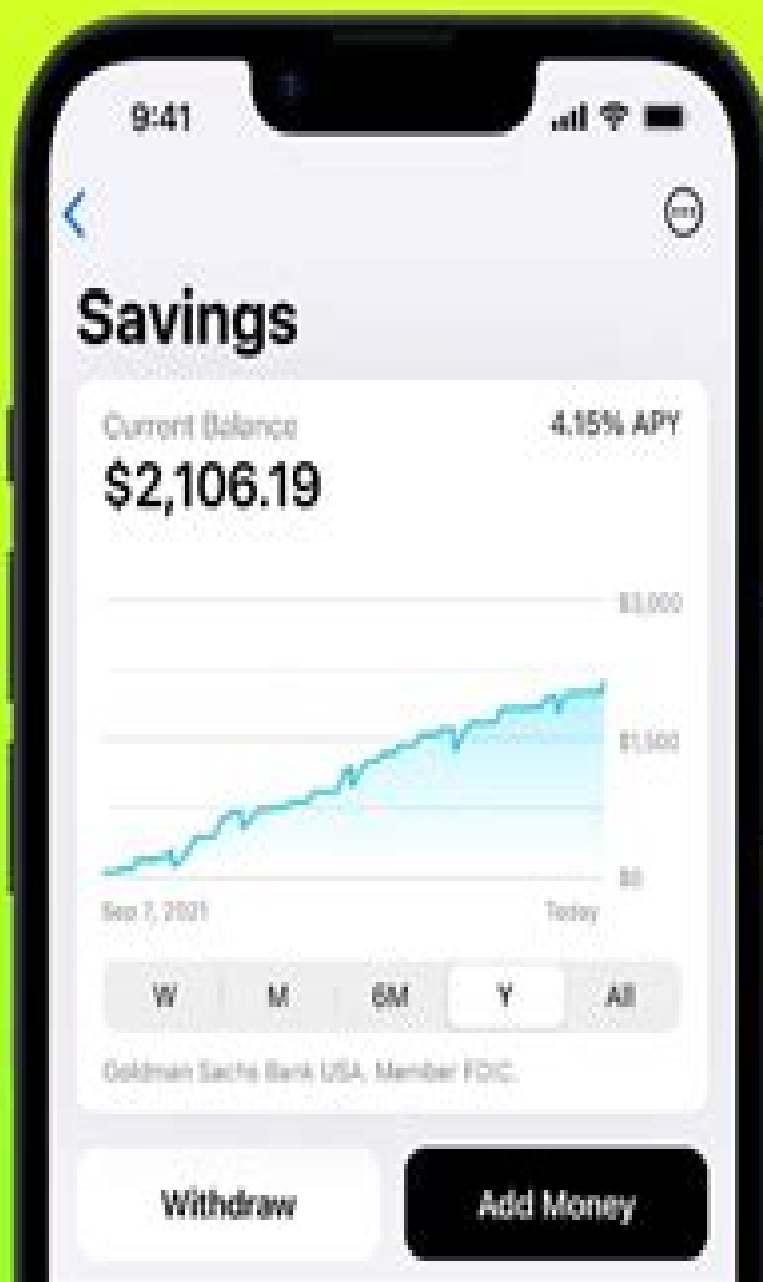 9:41
Savings
Current Balance
4.15% APY
$2,106.19
$3,000
$1,500
$0
Sep 7, 2021
Today
W M 6M Y All
Goldman Sachs Bank USA. Member FDIC.
Withdraw
Add Money